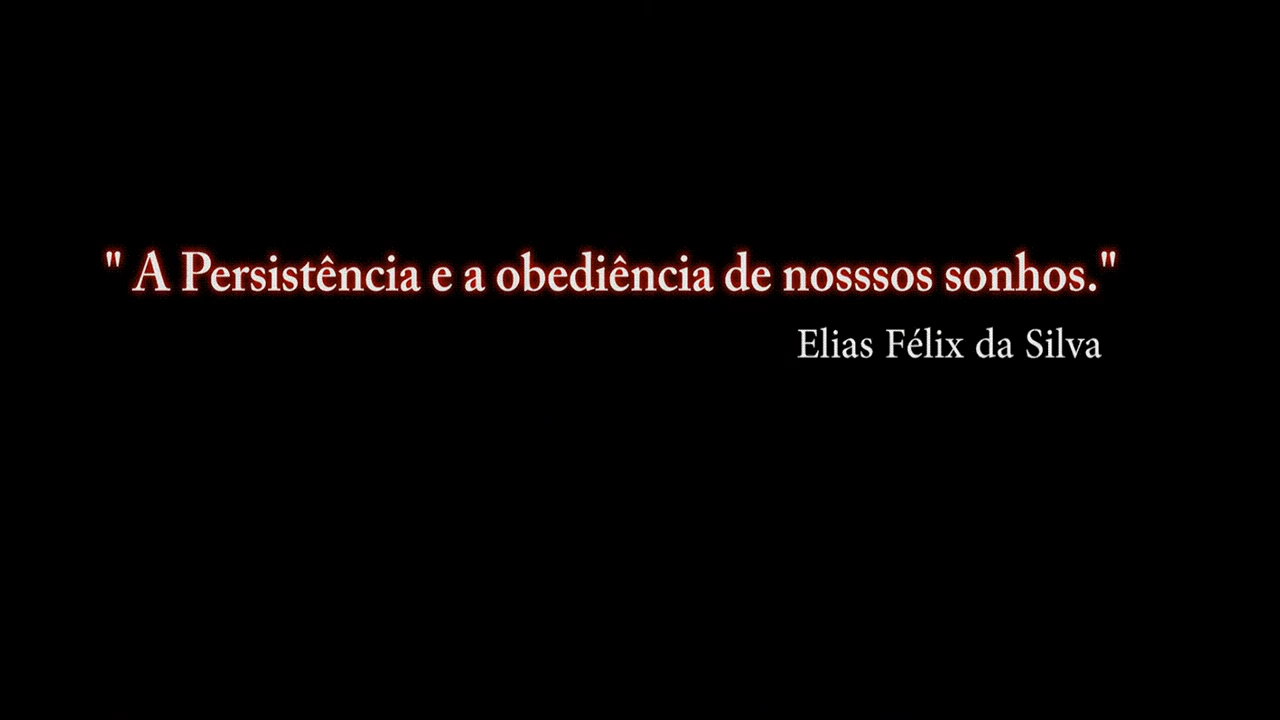 " A Persistência e a obediência de nosssos sonhos."
Elias Félix da Silva